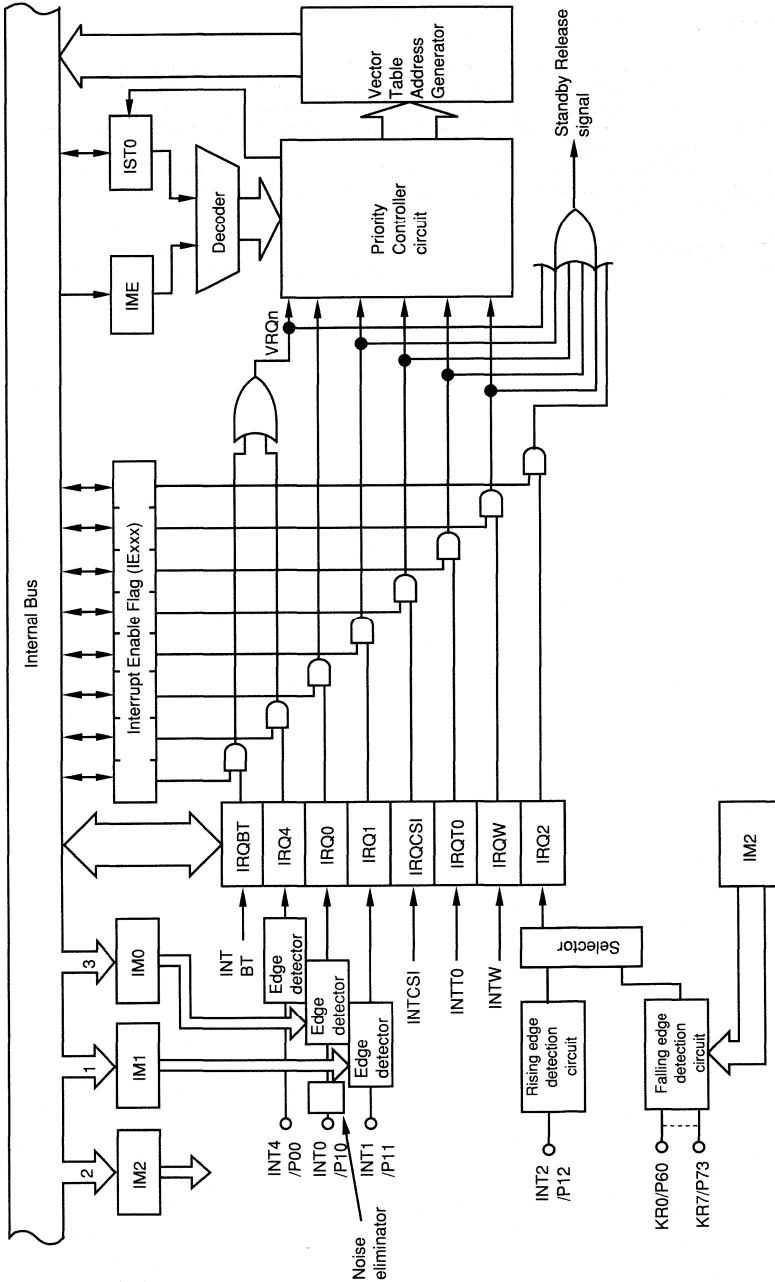 Internal Bus
2
1
3
IM2
IM1
IM0
Interrupt Enable Flag (IExxx)
IME
IST0
Decoder
VRQn
INT
BT
INT4
/P00
INT0
/P10
INT1
/P11
Noise
eliminator
Edge
detector
Edge
detector
Edge
detector
INTCSI
INTT0
INTW
IRQBT
IRQ4
IRQ0
IRQ1
IRQCSI
IRQT0
IRQW
IRQ2
Priority
Controller
circuit
Vector
Table
Address
Generator
Standby Release
signal
INT2
/P12
Rising edge
detection
circuit
Selector
KR0/P60
KR7/P73
Falling edge
detection
circuit
IM2